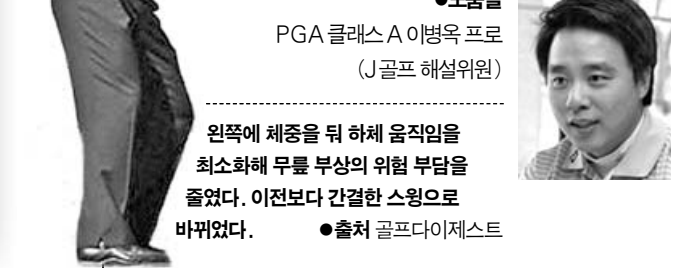 ●도움말
PGA 클래스 A 이병옥 프로
(J골프 해설위원)
왼쪽에 체중을 둬 하체 움직임을
최소화해 무릎 부상의 위험 부담을
줄였다. 이전보다 간결한 스윙으로
바뀌었다. ●출처 골프다이제스트